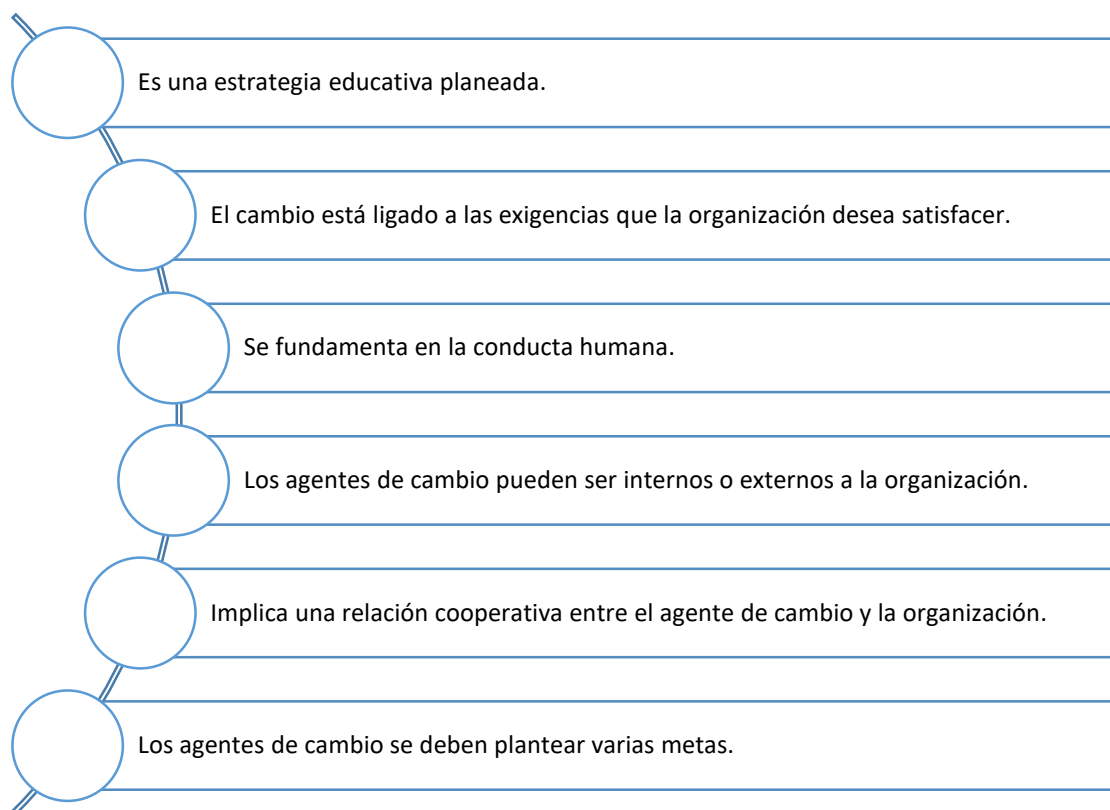 Es una estrategia educativa planeada.
El cambio está ligado a las exigencias que la organización desea satisfacer.
Se fundamenta en la conducta humana.
Los agentes de cambio pueden ser internos o externos a la organización.
Implica una relación cooperativa entre el agente de cambio y la organización.
Los agentes de cambio se deben plantear varias metas.